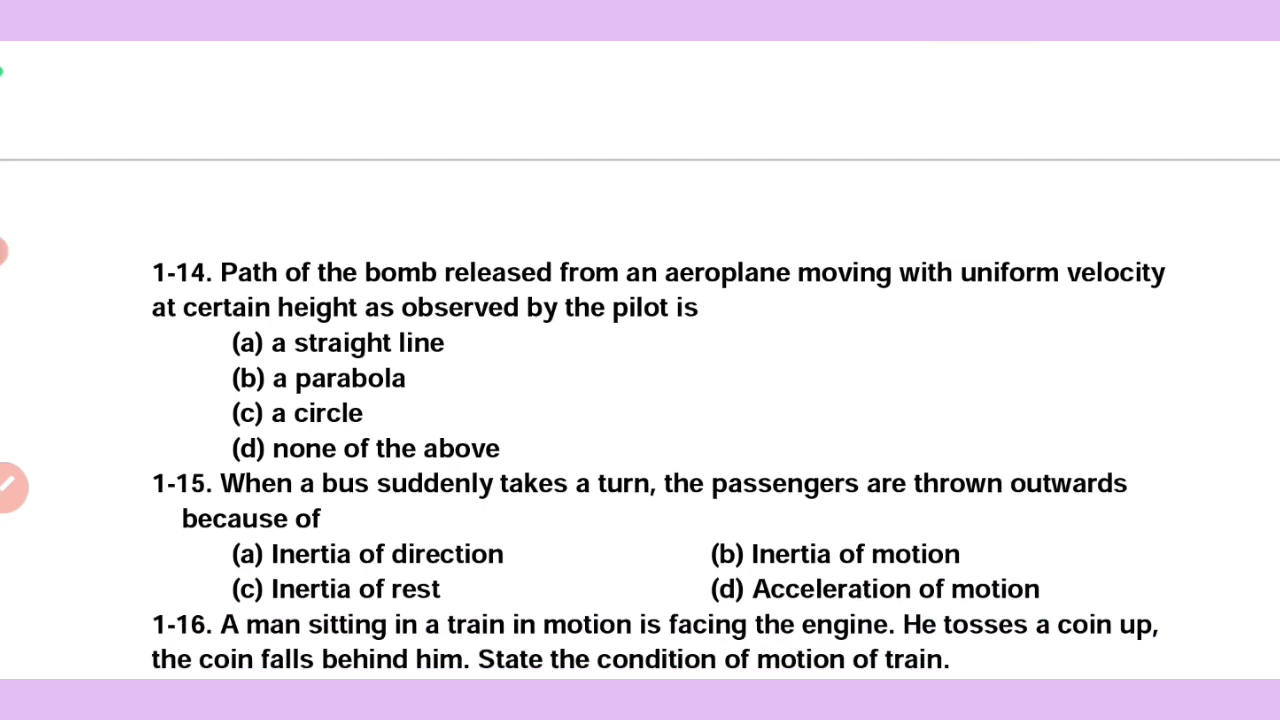 1-14. Path of the bomb released from an aeroplane moving with uniform velocity
at certain height as observed by the pilot is
(a) a straight line
(b) a parabola
(c) a circle
(d) none of the above
1-15. When a bus suddenly takes a turn, the passengers are thrown outwards
because of
(a) Inertia of direction (b) Inertia of motion
(c) Inertia of rest (d) Acceleration of motion
1-16. A man sitting in a train in motion is facing the engine. He tosses a coin up,
the coin falls behind him. State the condition of motion of train.